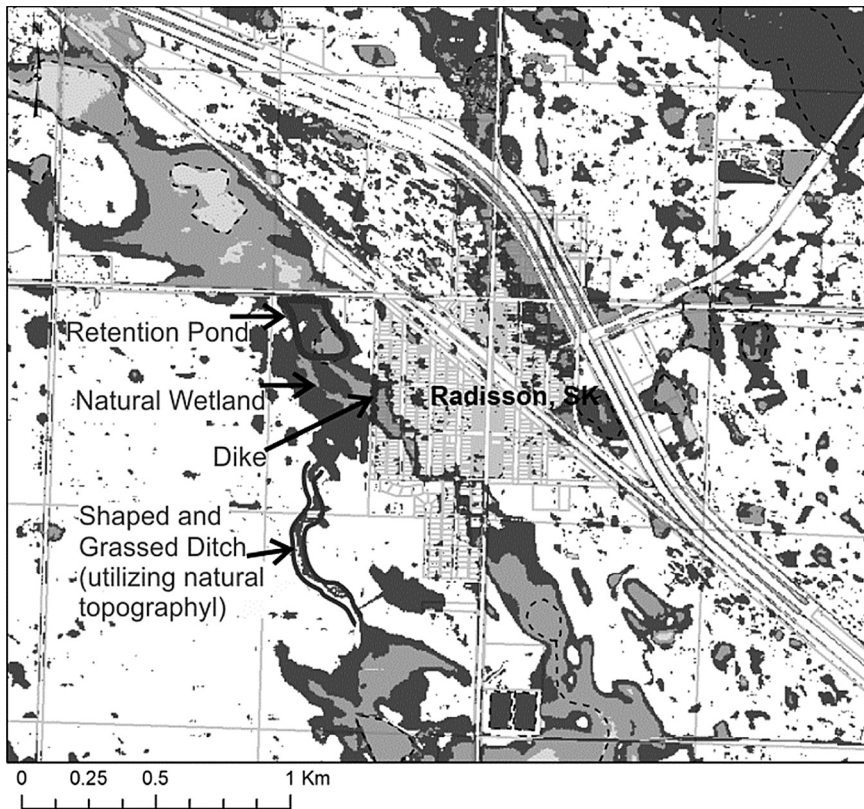 N
Retention Pond
Natural Wetland
Radisson, SK
Dike
Shaped and
Grassed Ditch
(utilizing natural
topographyl)
0 0.25 0.5 1 Km